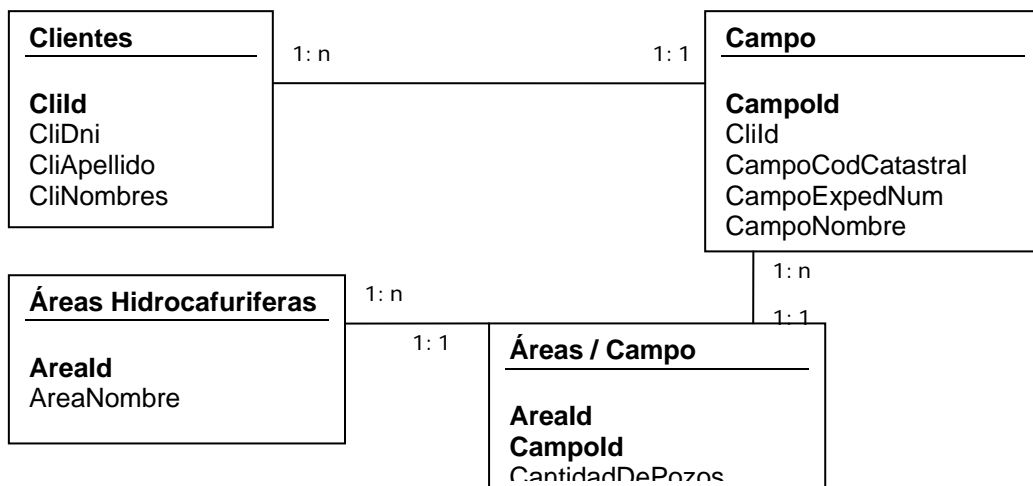 Clientes
CliId
CliDni
CliApellido
CliNombres
1: n
1: 1
Campo
CampoId
CliId
CampoCodCatastral
CampoExpedNum
CampoNombre
1: n
1: 1
Áreas Hidrocafuriferas
AreaId
AreaNombre
1: n
1: 1
Áreas / Campo
AreaId
CampoId
CantidadDePozos